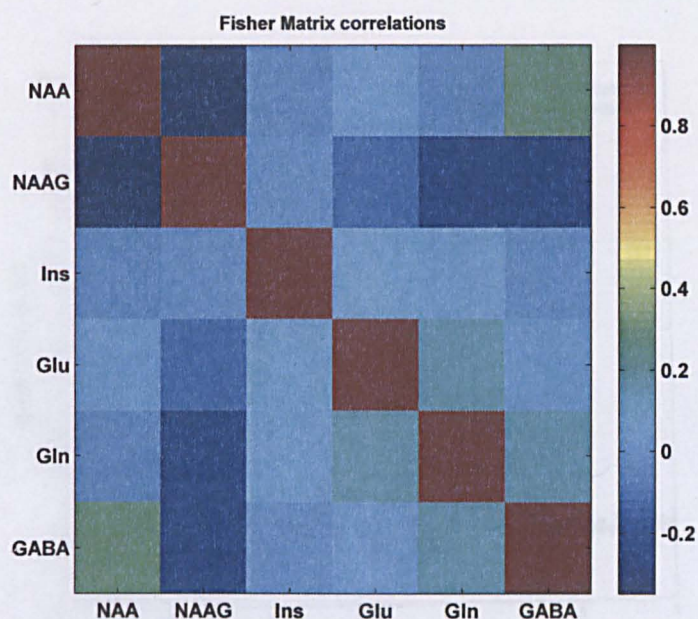 Fisher Matrix correlations
NAA
NAAG
Ins
Glu
Gln
GABA
NAA NAAG Ins Glu Gln GABA
0.8
0.6
0.4
0.2
0
-0.2